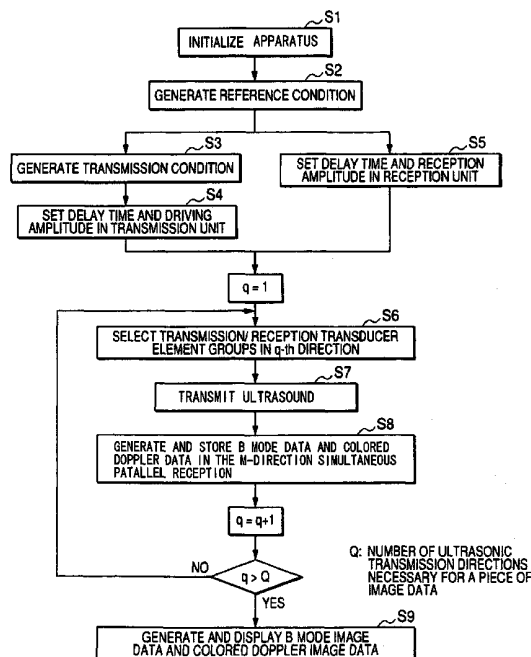 S1
INITIALIZE APPARATUS
S2
GENERATE REFERENCE CONDITION
S3
GENERATE TRANSMISSION CONDITION
S5
SET DELAY TIME AND RECEPTION
AMPLITUDE IN RECEPTION UNIT
S4
SET DELAY TIME AND DRIVING
AMPLITUDE IN TRANSMISSION UNIT
q = 1
S6
SELECT TRANSMISSION/ RECEPTION TRANSDUCER
ELEMENT GROUPS IN q-th DIRECTION
S7
TRANSMIT ULTRASOUND
S8
GENERATE AND STORE B MODE DATA AND COLORED
DOPPLER DATA IN THE M-DIRECTION SIMULTANEOUS
PATALLEL RECEPTION
q = q+1
Q: NUMBER OF ULTRASONIC
TRANSMISSION DIRECTIONS
NECESSARY FOR A PIECE OF
IMAGE DATA
NO
q > Q
YES
S9
GENERATE AND DISPLAY B MODE IMAGE
DATA AND COLORED DOPPLER IMAGE DATA